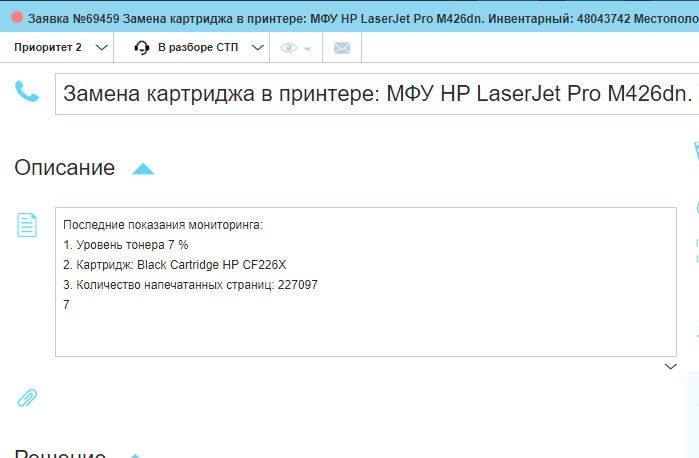 Заявка №69459 Замена картриджа в принтере: МФУ HP LaserJet Pro M426dn. Инвентарный: 48043742 Местополо
Приоритет 2 В разборе СТП
Замена картриджа в принтере: МФУ HP LaserJet Pro M426dn.
Описание
Последние показания мониторинга:
1. Уровень тонера 7 %
2. Картридж: Black Cartridge HP CF226X
3. Количество напечатанных страниц: 227097
7
Решение